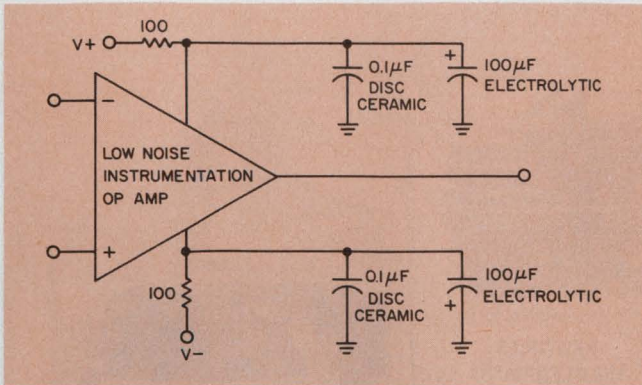 100
V+
+
0.1µF
DISC
CERAMIC
100µF
ELECTROLYTIC
−
LOW NOISE
INSTRUMENTATION
OP AMP
+
0.1µF
DISC
CERAMIC
100µF
ELECTROLYTIC
+
100
V−